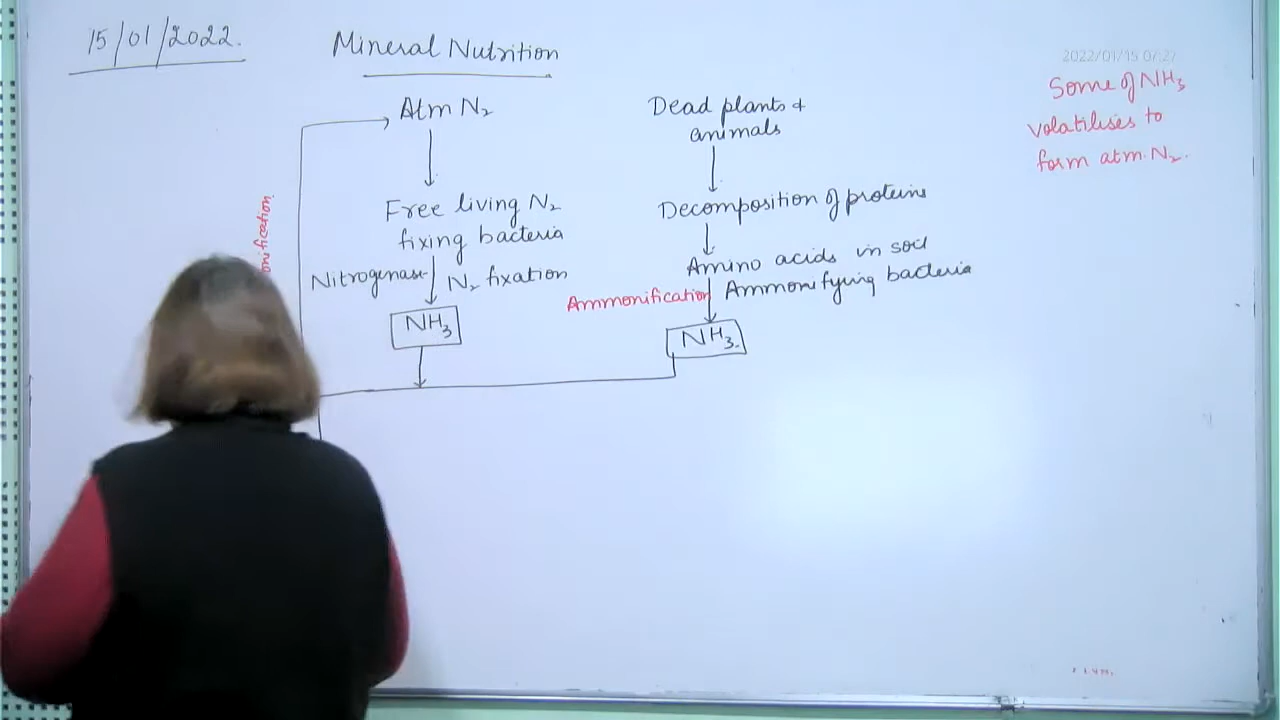 15/01/2022.
Mineral Nutrition
2022/01/15 07:27
Atm N₂
Free living N₂
fixing bacteria
Nitrogenase
N₂ fixation
NH₃
Dead plants +
animals
Decomposition of proteins
Amino acids in soil
Ammonification
Ammonifying bacteria
NH₃.
Some of NH₃
volatilises to
form atm. N₂.